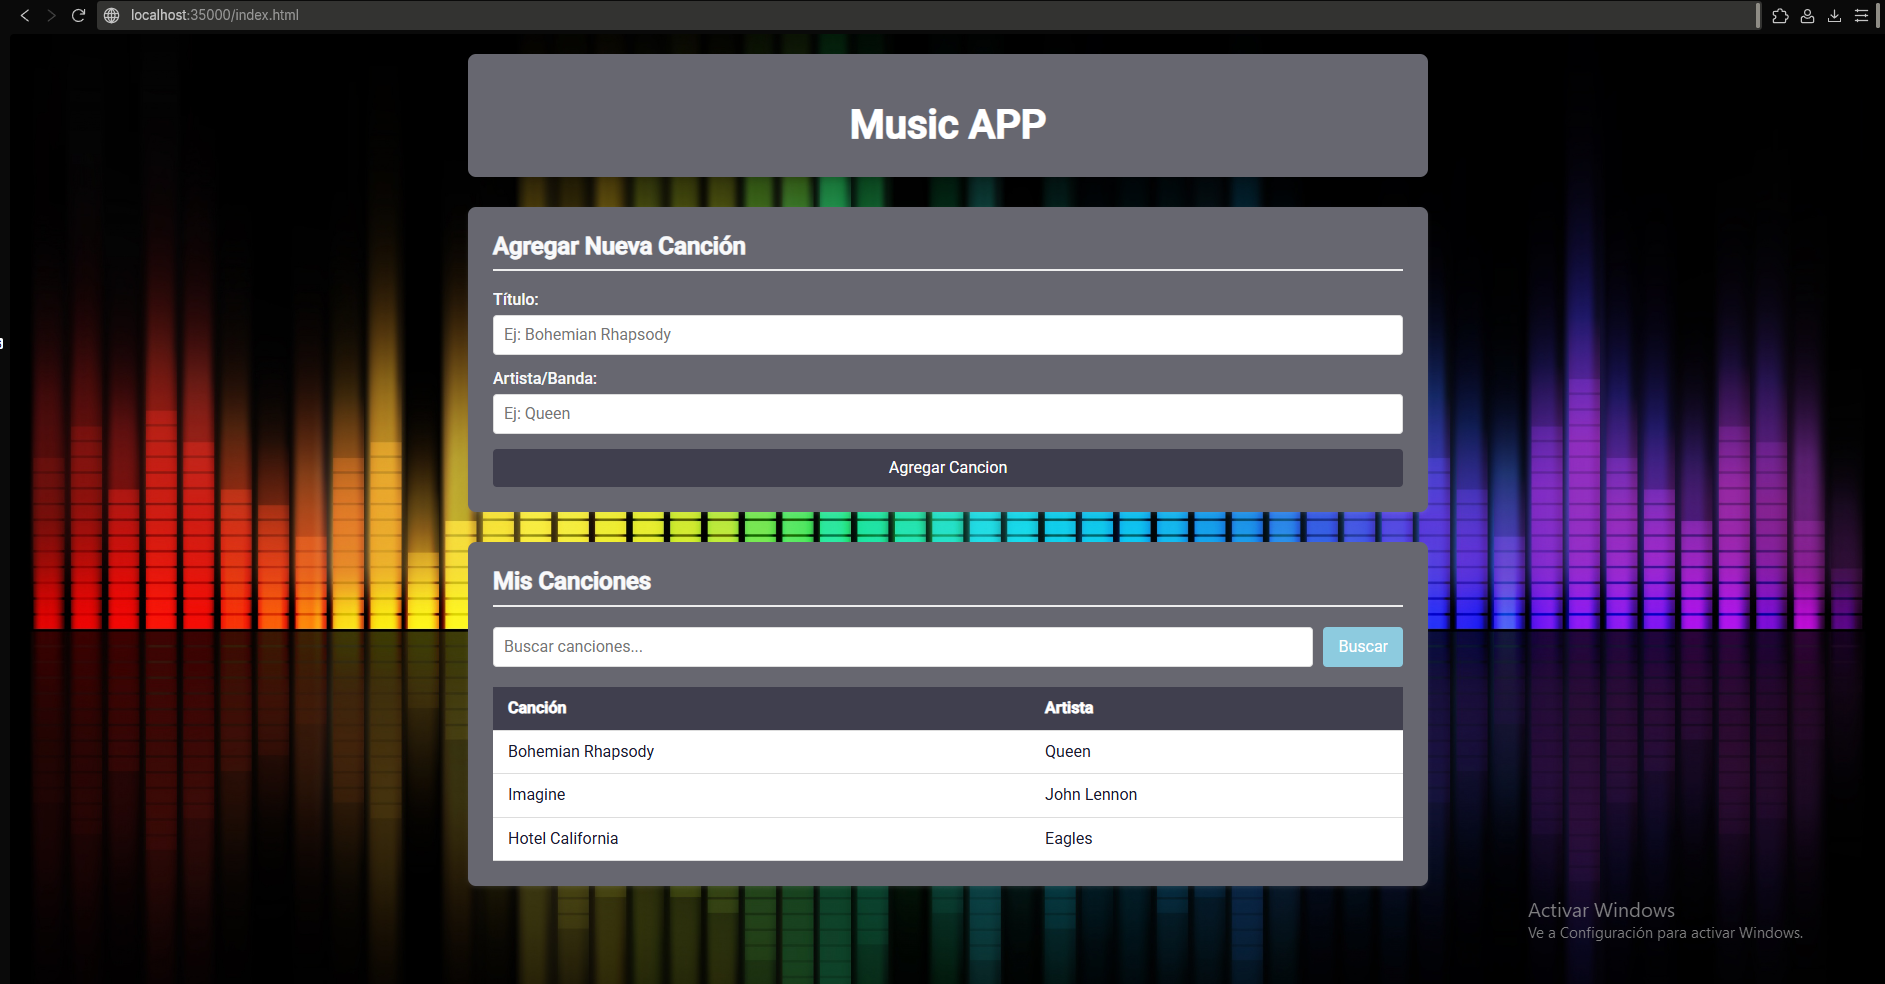 localhost:35000/index.html
Music APP
Agregar Nueva Canción
Título:
Ej: Bohemian Rhapsody
Artista/Banda:
Ej: Queen
Agregar Cancion
Mis Canciones
Buscar canciones... Buscar
Canción Artista
Bohemian Rhapsody Queen
Imagine John Lennon
Hotel California Eagles
Activar Windows
Ve a Configuración para activar Windows.